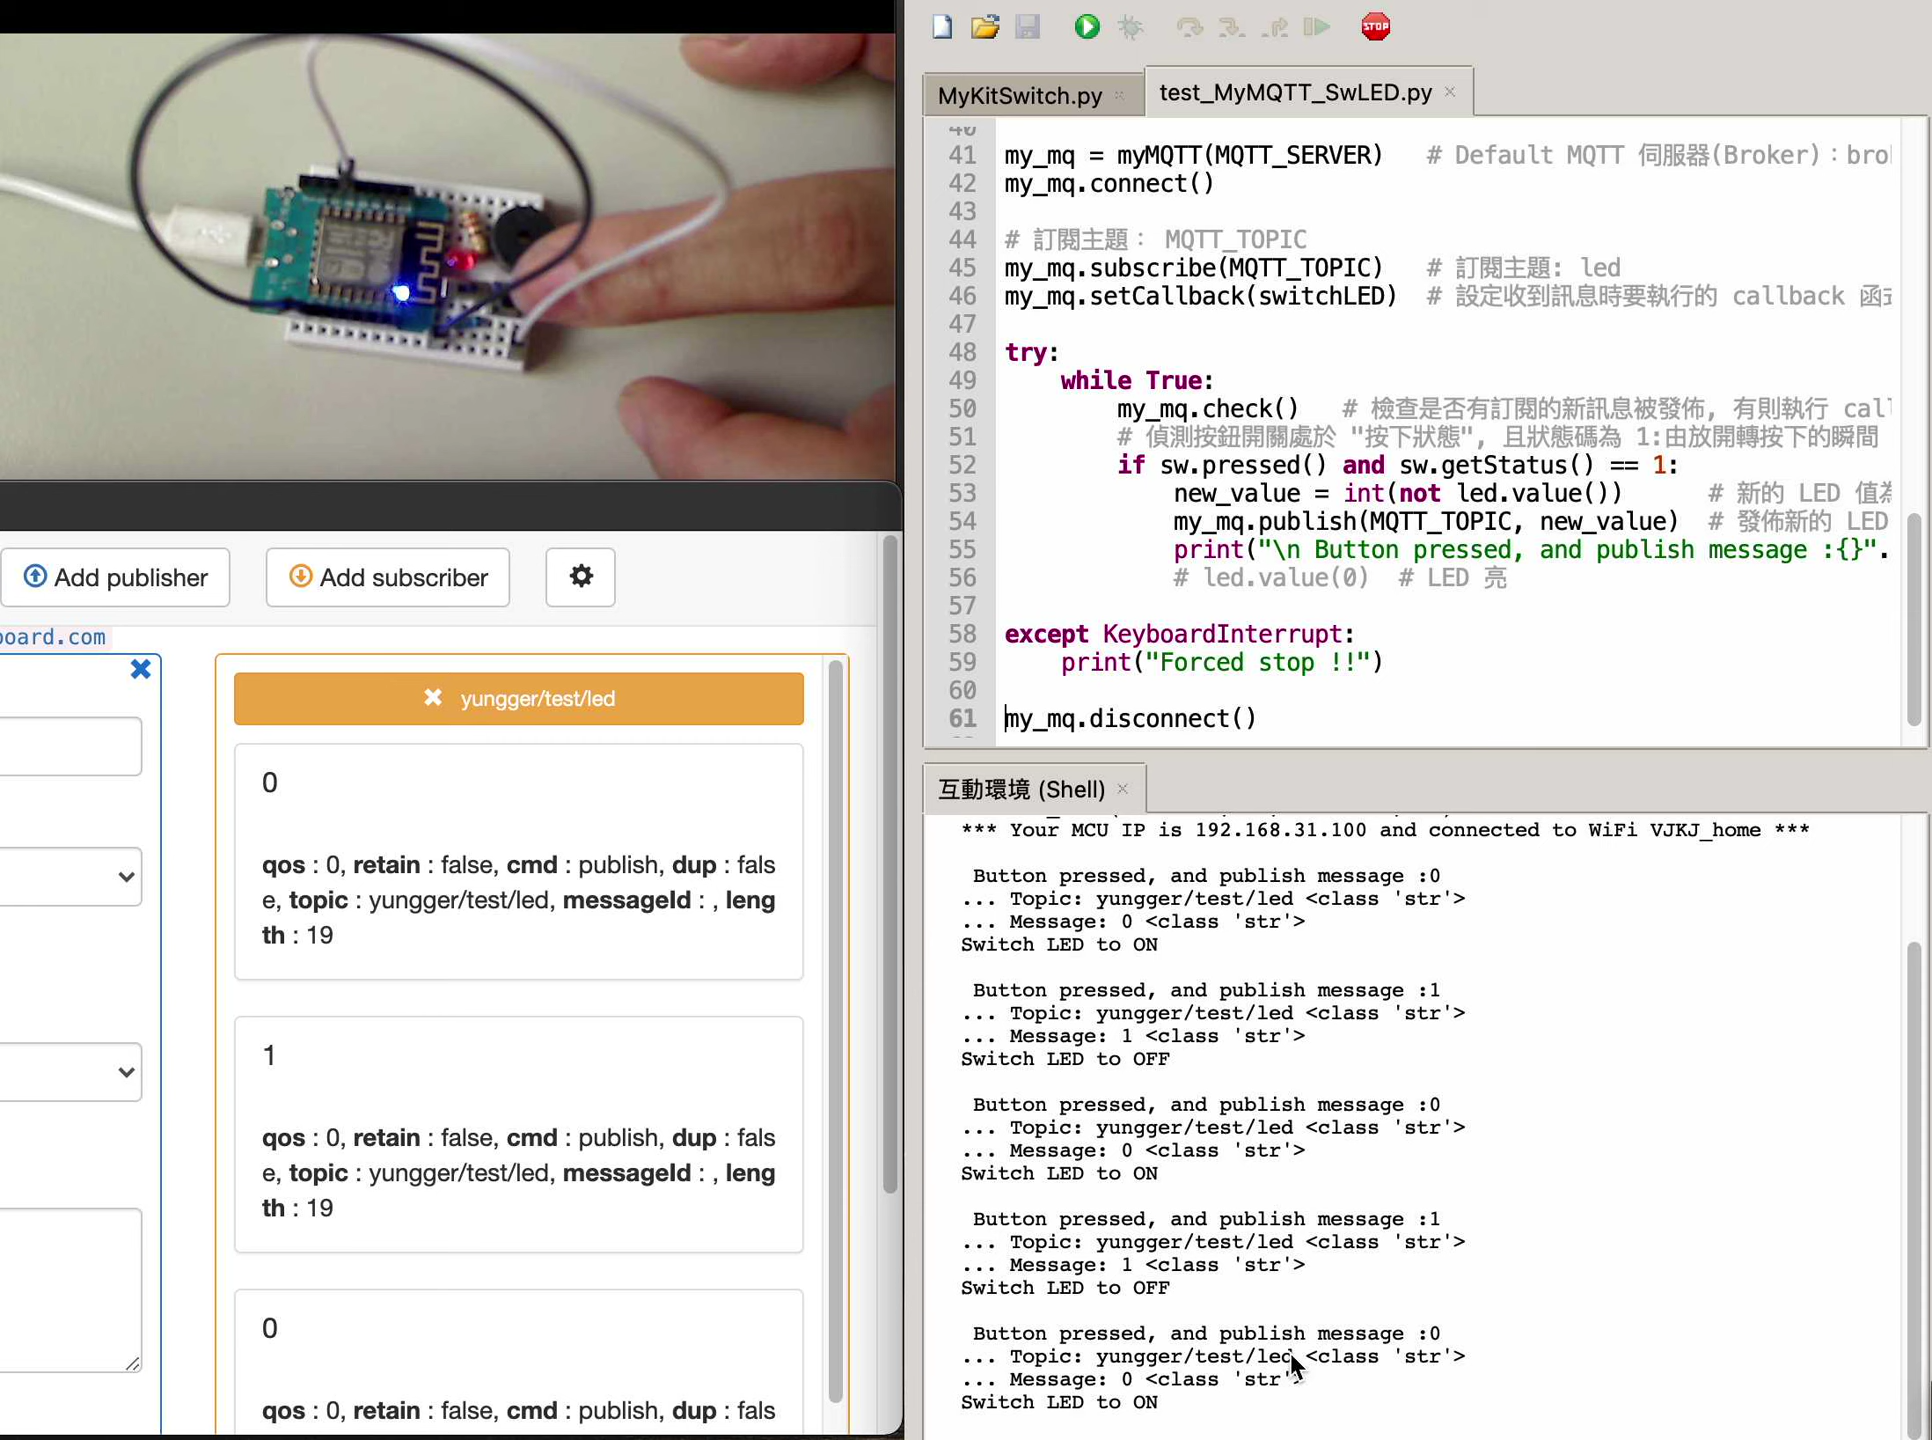 STOP
MyKitSwitch.py
test_MyMQTT_SwLED.py
40
41 my_mq = myMQTT(MQTT_SERVER) # Default MQTT 伺服器(Broker)：bro
42 my_mq.connect()
43
44 # 訂閱主題： MQTT_TOPIC
45 my_mq.subscribe(MQTT_TOPIC) # 訂閱主題: led
46 my_mq.setCallback(switchLED) # 設定收到訊息時要執行的 callback 函
47
48 try:
49 while True:
50 my_mq.check() # 檢查是否有訂閱的新訊息被發佈, 有則執行 call
51 # 偵測按鈕開關處於 "按下狀態", 且狀態碼為 1:由放開轉按下的瞬間
52 if sw.pressed() and sw.getStatus() == 1:
53 new_value = int(not led.value()) # 新的 LED 值為
54 my_mq.publish(MQTT_TOPIC, new_value) # 發佈新的 LED
55 print("\n Button pressed, and publish message :{}".
56 # led.value(0) # LED 亮
57
58 except KeyboardInterrupt:
59 print("Forced stop !!")
60
61 my_mq.disconnect()
Add publisher
Add subscriber
board.com
yungger/test/led
0
qos : 0, retain : false, cmd : publish, dup : fals
e, topic : yungger/test/led, messageId : , leng
th : 19
1
qos : 0, retain : false, cmd : publish, dup : fals
e, topic : yungger/test/led, messageId : , leng
th : 19
0
qos : 0, retain : false, cmd : publish, dup : fals
互動環境 (Shell)
*** Your MCU IP is 192.168.31.100 and connected to WiFi VJKJ_home ***
Button pressed, and publish message :0
... Topic: yungger/test/led <class 'str'>
... Message: 0 <class 'str'>
Switch LED to ON
Button pressed, and publish message :1
... Topic: yungger/test/led <class 'str'>
... Message: 1 <class 'str'>
Switch LED to OFF
Button pressed, and publish message :0
... Topic: yungger/test/led <class 'str'>
... Message: 0 <class 'str'>
Switch LED to ON
Button pressed, and publish message :1
... Topic: yungger/test/led <class 'str'>
... Message: 1 <class 'str'>
Switch LED to OFF
Button pressed, and publish message :0
... Topic: yungger/test/led <class 'str'>
... Message: 0 <class 'str'>
Switch LED to ON